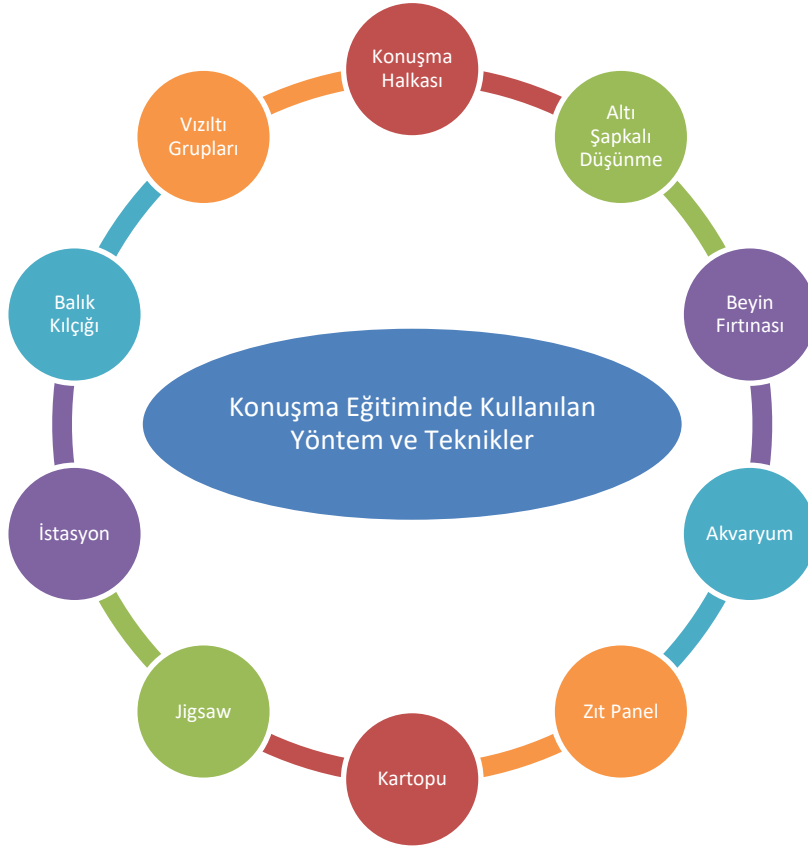 Konuşma
Halkası
Altı
Şapkalı
Düşünme
Beyin
Fırtınası
Akvaryum
Zıt Panel
Kartopu
Jigsaw
İstasyon
Balık
Kılçığı
Vızıltı
Grupları
Konuşma Eğitiminde Kullanılan
Yöntem ve Teknikler